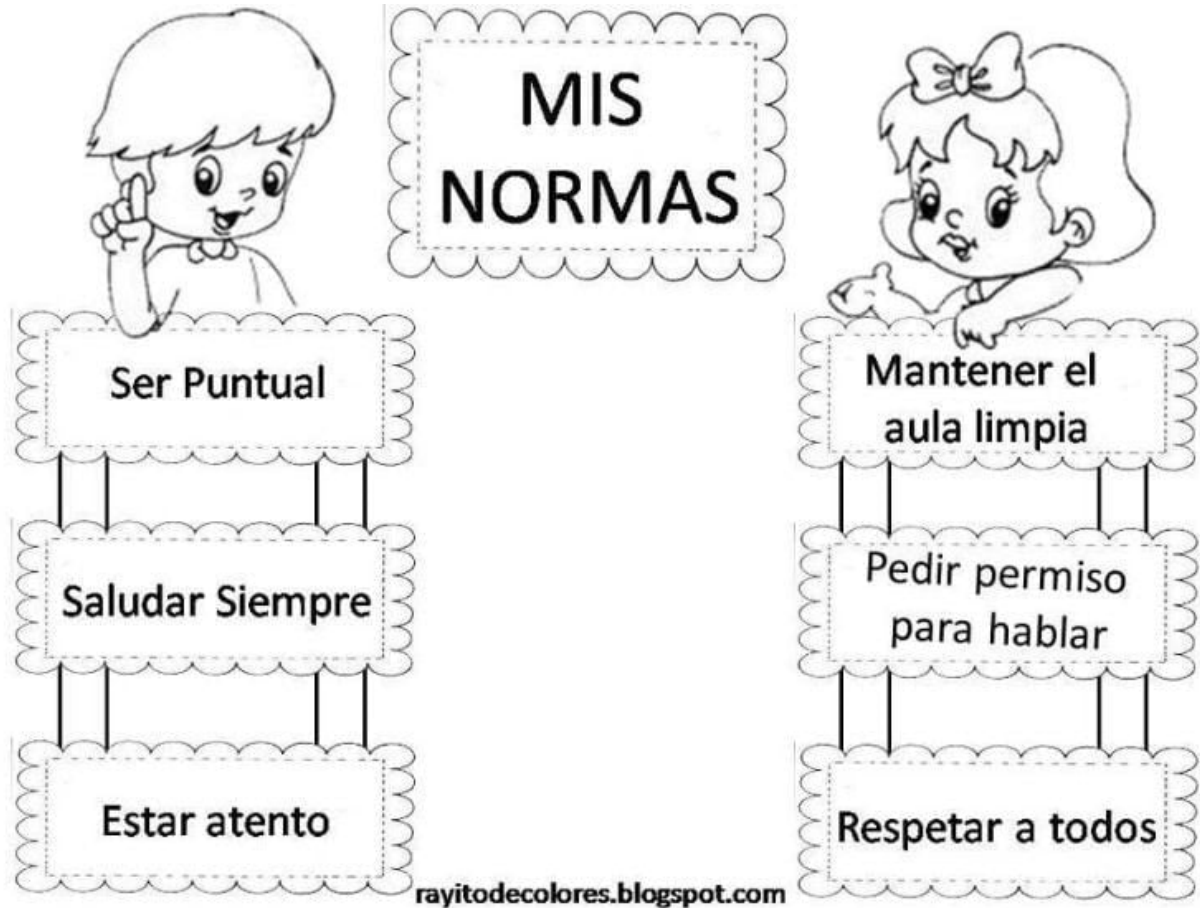 MIS
NORMAS
Ser Puntual
Saludar Siempre
Estar atento
Mantener el
aula limpia
Pedir permiso
para hablar
Respetar a todos
rayitodecolores.blogspot.com